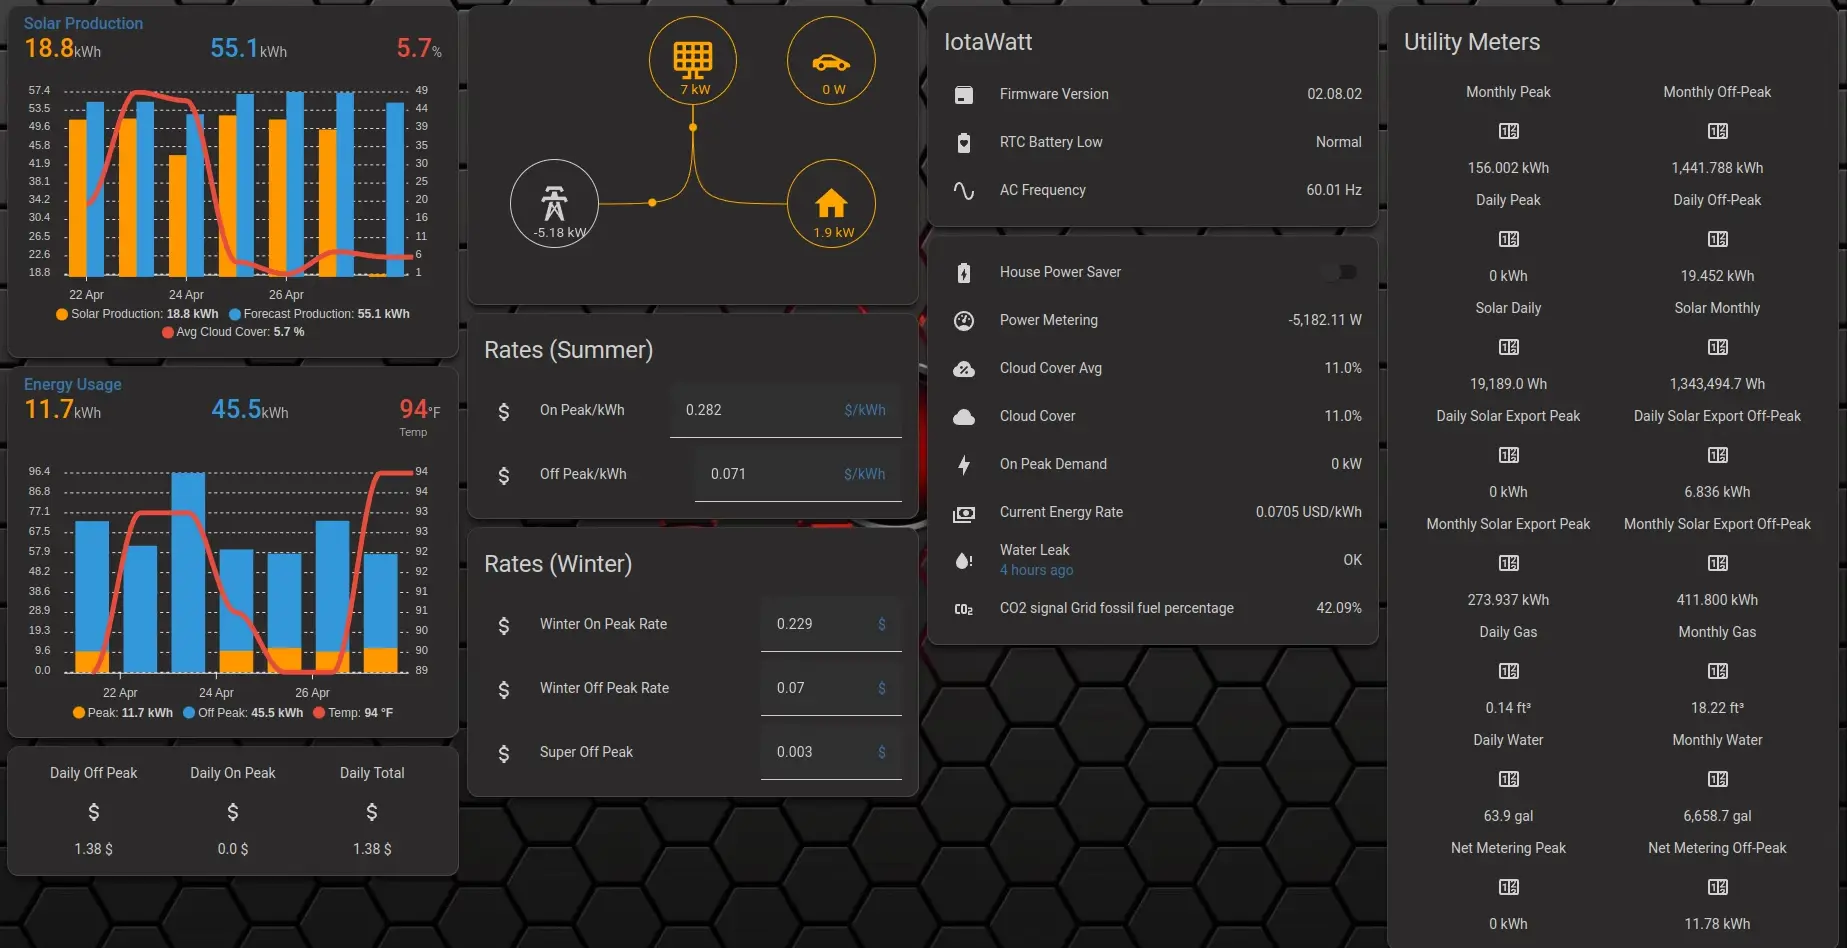 Solar Production
18.8kWh 55.1kWh 5.7%
57.4 49
53.5 44
49.6 39
45.8 35
41.9 30
38.1 25
34.2 20
30.4 16
26.5 11
22.6 6
18.8 1
22 Apr 24 Apr 26 Apr
Solar Production: 18.8 kWh Forecast Production: 55.1 kWh
Avg Cloud Cover: 5.7 %
Energy Usage
11.7kWh 45.5kWh 94°F
Temp
96.4 94
86.8 94
77.1 93
67.5 93
57.9 92
48.2 92
38.6 91
28.9 91
19.3 90
9.6 90
0.0 89
22 Apr 24 Apr 26 Apr
Peak: 11.7 kWh Off Peak: 45.5 kWh Temp: 94 °F
Daily Off Peak Daily On Peak Daily Total
$ $ $
1.38 $ 0.0 $ 1.38 $
7 kW 0 W
-5.18 kW 1.9 kW
Rates (Summer)
$ On Peak/kWh 0.282 $/kWh
$ Off Peak/kWh 0.071 $/kWh
Rates (Winter)
$ Winter On Peak Rate 0.229 $
$ Winter Off Peak Rate 0.07 $
$ Super Off Peak 0.003 $
IotaWatt
Firmware Version 02.08.02
RTC Battery Low Normal
AC Frequency 60.01 Hz
House Power Saver
Power Metering -5,182.11 W
Cloud Cover Avg 11.0%
Cloud Cover 11.0%
On Peak Demand 0 kW
Current Energy Rate 0.0705 USD/kWh
Water Leak OK
4 hours ago
CO2 CO2 signal Grid fossil fuel percentage 42.09%
Utility Meters
Monthly Peak Monthly Off-Peak
156.002 kWh 1,441.788 kWh
Daily Peak Daily Off-Peak
0 kWh 19.452 kWh
Solar Daily Solar Monthly
19,189.0 Wh 1,343,494.7 Wh
Daily Solar Export Peak Daily Solar Export Off-Peak
0 kWh 6.836 kWh
Monthly Solar Export Peak Monthly Solar Export Off-Peak
273.937 kWh 411.800 kWh
Daily Gas Monthly Gas
0.14 ft³ 18.22 ft³
Daily Water Monthly Water
63.9 gal 6,658.7 gal
Net Metering Peak Net Metering Off-Peak
0 kWh 11.78 kWh